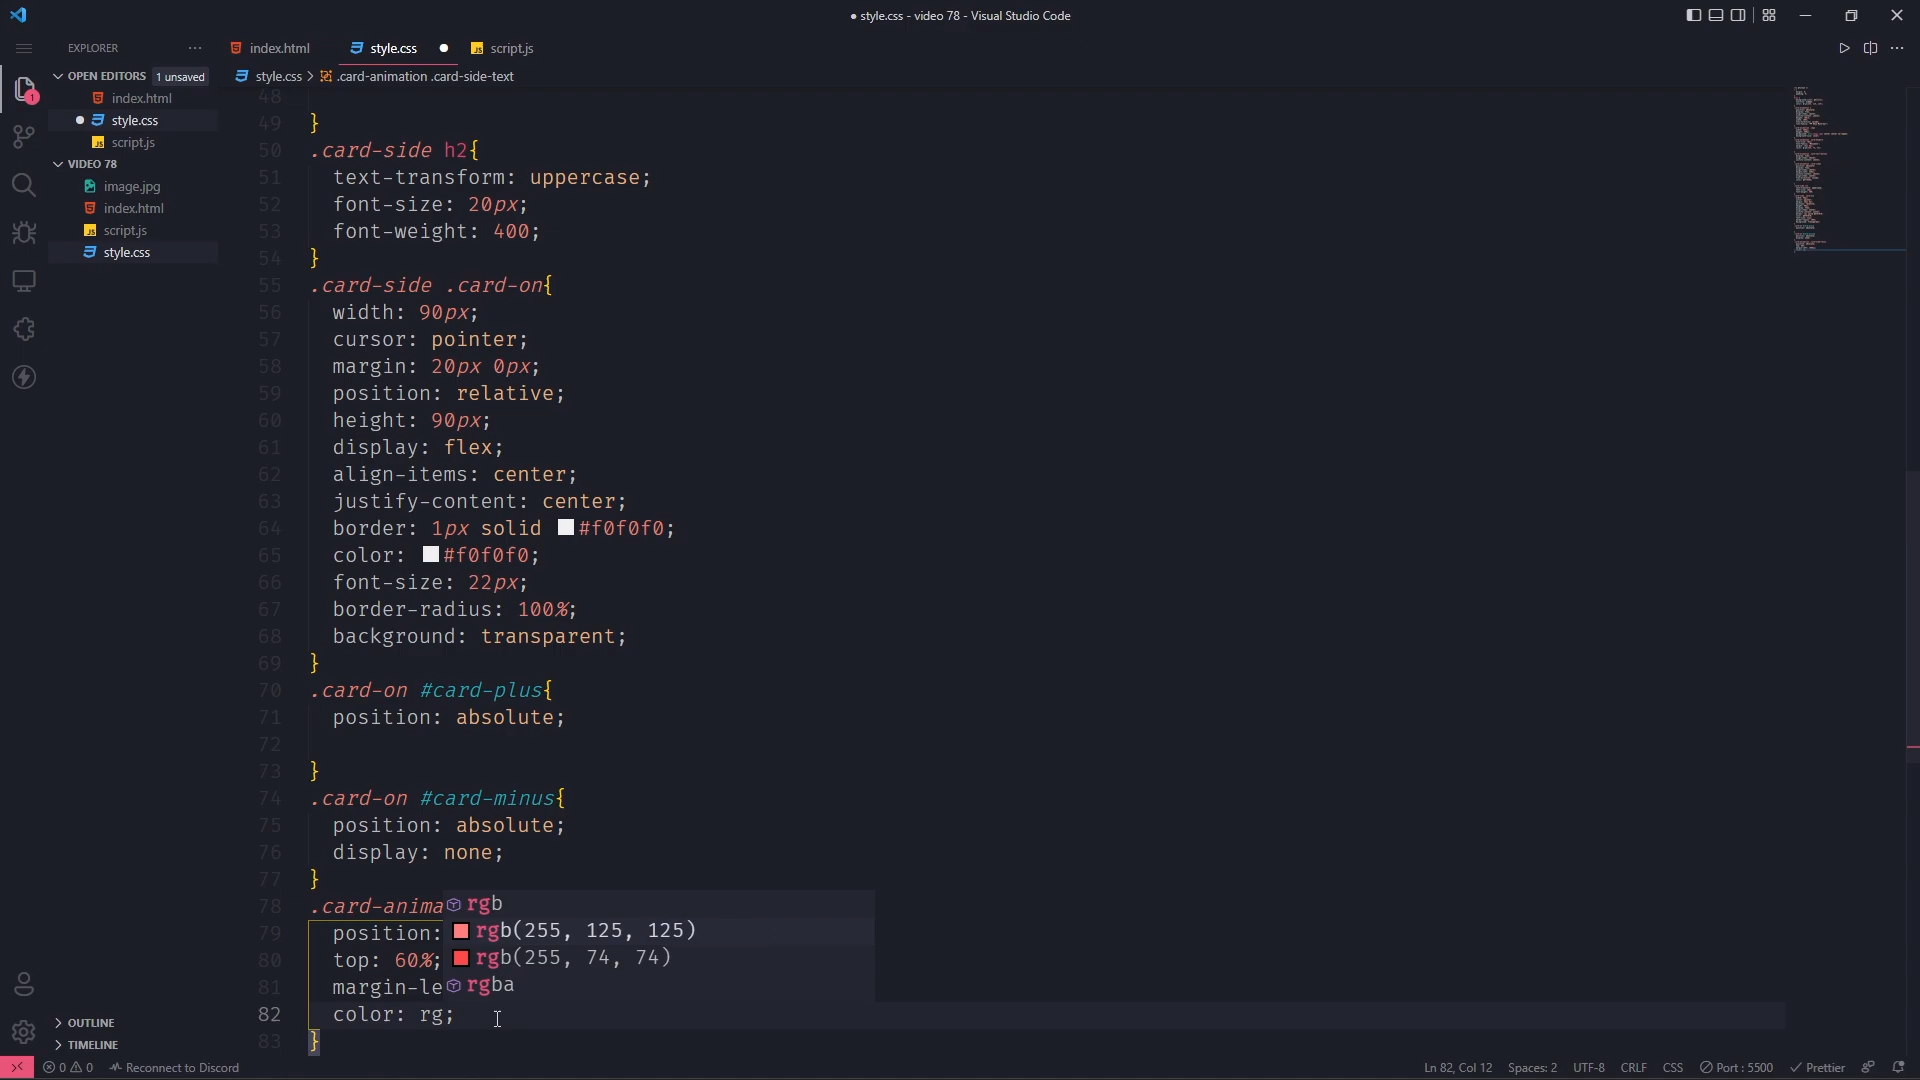 ● style.css - video 78 - Visual Studio Code
EXPLORER
index.html
style.css
script.js
OPEN EDITORS 1 unsaved
style.css > .card-animation .card-side-text
index.html
style.css
script.js
VIDEO 78
image.jpg
index.html
script.js
style.css
48
49 }
50 .card-side h2{
51 text-transform: uppercase;
52 font-size: 20px;
53 font-weight: 400;
54 }
55 .card-side .card-on{
56 width: 90px;
57 cursor: pointer;
58 margin: 20px 0px;
59 position: relative;
60 height: 90px;
61 display: flex;
62 align-items: center;
63 justify-content: center;
64 border: 1px solid #f0f0f0;
65 color: #f0f0f0;
66 font-size: 22px;
67 border-radius: 100%;
68 background: transparent;
69 }
70 .card-on #card-plus{
71 position: absolute;
72
73 }
74 .card-on #card-minus{
75 position: absolute;
76 display: none;
77 }
78 .card-anima
79 position:
80 top: 60%;
81 margin-le
82 color: rg;
83 }
rgb
rgb(255, 125, 125)
rgb(255, 74, 74)
rgba
1
OUTLINE
TIMELINE
0 0 Reconnect to Discord
Ln 82, Col 12 Spaces: 2 UTF-8 CRLF CSS Port : 5500 Prettier